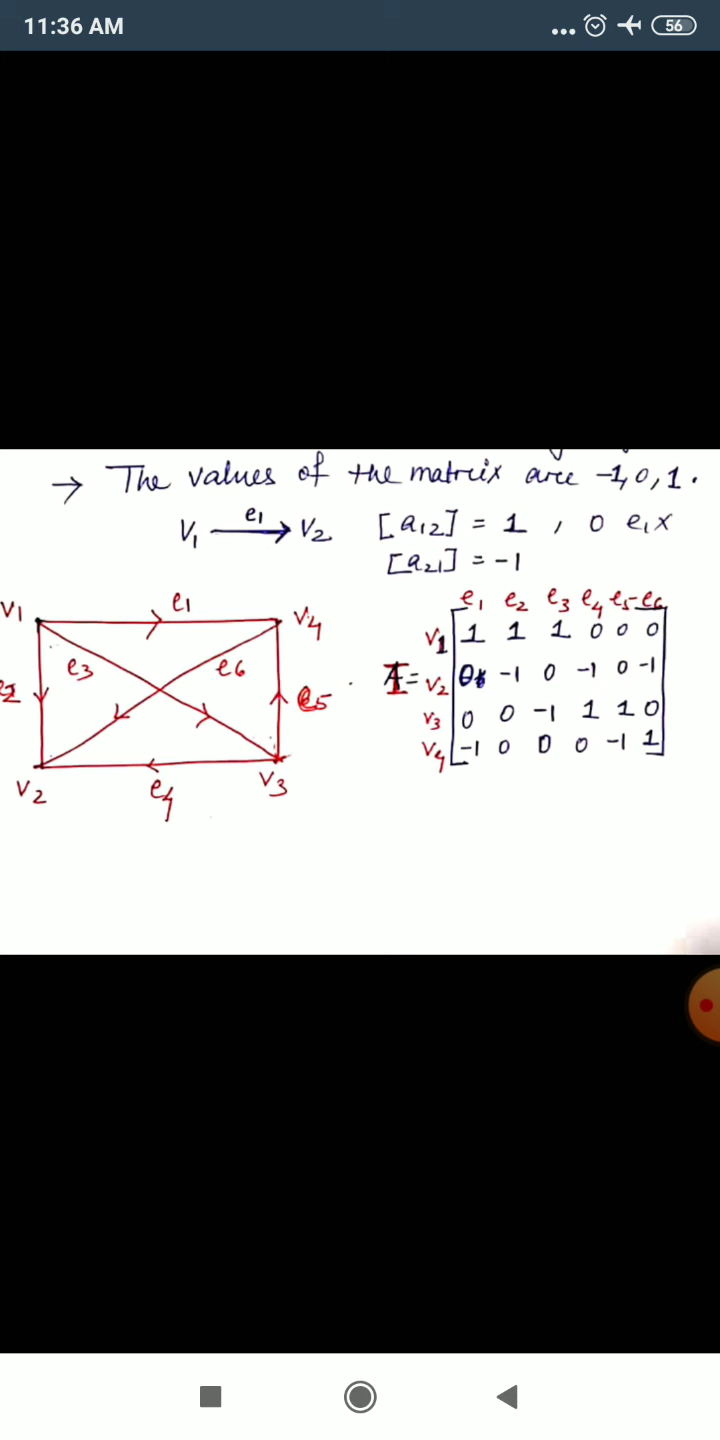 11:36 AM
56
→ The values of the matrix are -1, 0, 1.
V1 e1 → V2 [a12] = 1 , 0 e1x
[a21] = -1
V1 e1 V4
e2 e3 e6 e5
V2 e4 V3
e1 e2 e3 e4 e5 e6
V1 1 1 1 0 0 0
I = V2 0 -1 0 -1 0 -1
V3 0 0 -1 1 1 0
V4 -1 0 0 0 -1 1